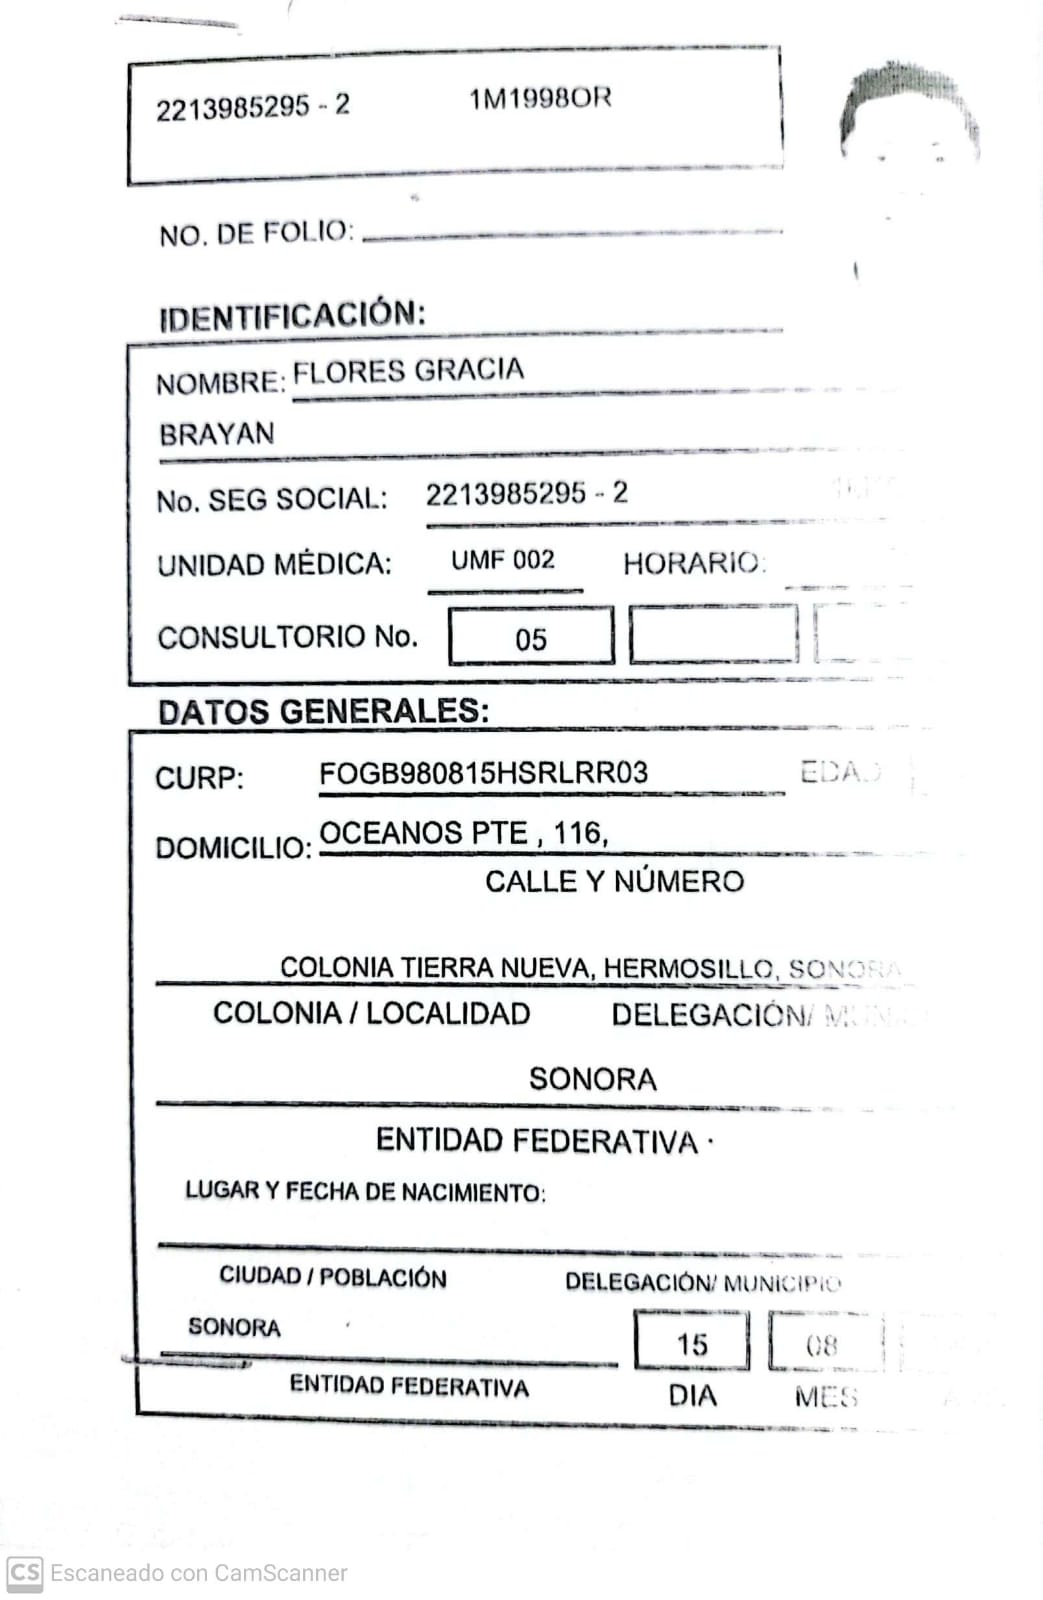 2213985295 - 2 1M1998OR
NO. DE FOLIO:
IDENTIFICACIÓN:
NOMBRE: FLORES GRACIA
BRAYAN
No. SEG SOCIAL: 2213985295 - 2
UNIDAD MÉDICA: UMF 002 HORARIO:
CONSULTORIO No. 05
DATOS GENERALES:
CURP: FOGB980815HSRLRR03 EDAD
DOMICILIO: OCEANOS PTE , 116,
CALLE Y NÚMERO
COLONIA TIERRA NUEVA, HERMOSILLO, SONORA
COLONIA / LOCALIDAD DELEGACIÓN/
SONORA
ENTIDAD FEDERATIVA
LUGAR Y FECHA DE NACIMIENTO:
CIUDAD / POBLACIÓN DELEGACIÓN/ MUNICIPIO
SONORA 15 08
ENTIDAD FEDERATIVA DIA MES
CS Escaneado con CamScanner